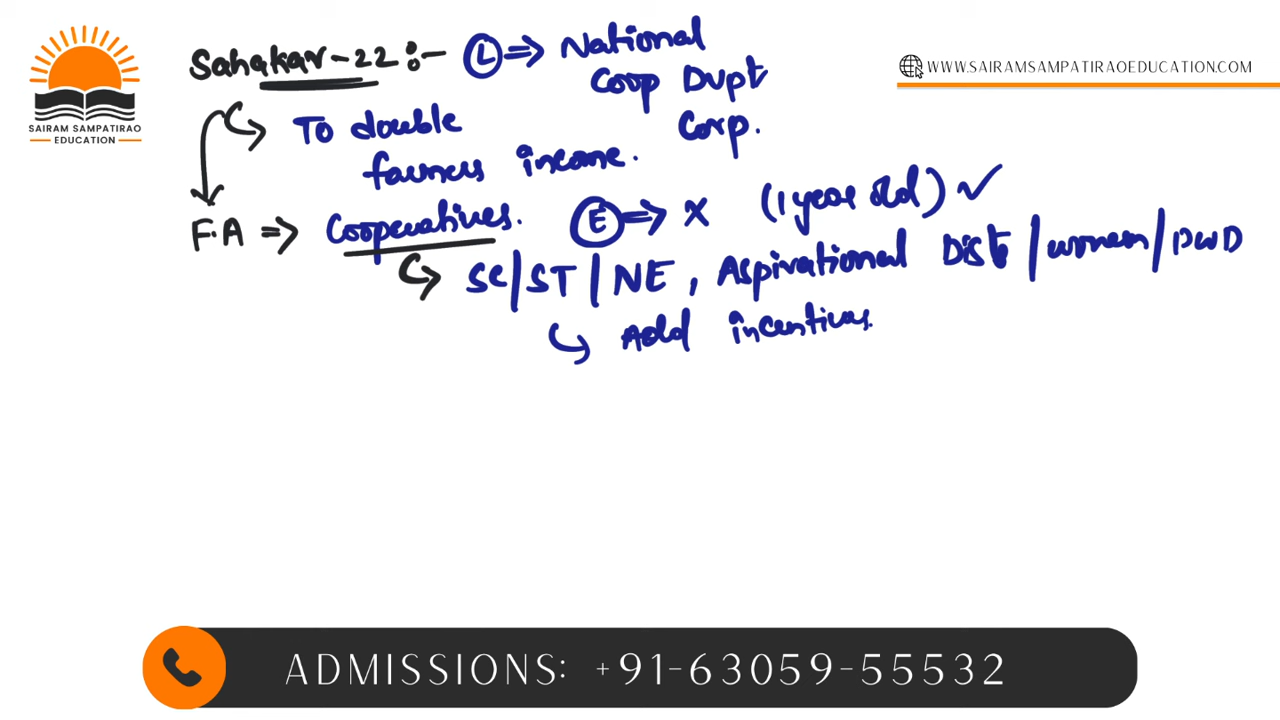 Sahakar-22 :- L ⇒ National
Coop Dvpt
Corp.
WWW.SAIRAMSAMPATIRAOEDUCATION.COM
SAIRAM SAMPATIRAO
EDUCATION
To double
farmers income.
F.A ⇒ Cooperatives. E ⇒ X (1 year old) ✓
SC/ST/NE, Aspirational Dist/women/PWD
Add incentives.
ADMISSIONS: +91-63059-55532